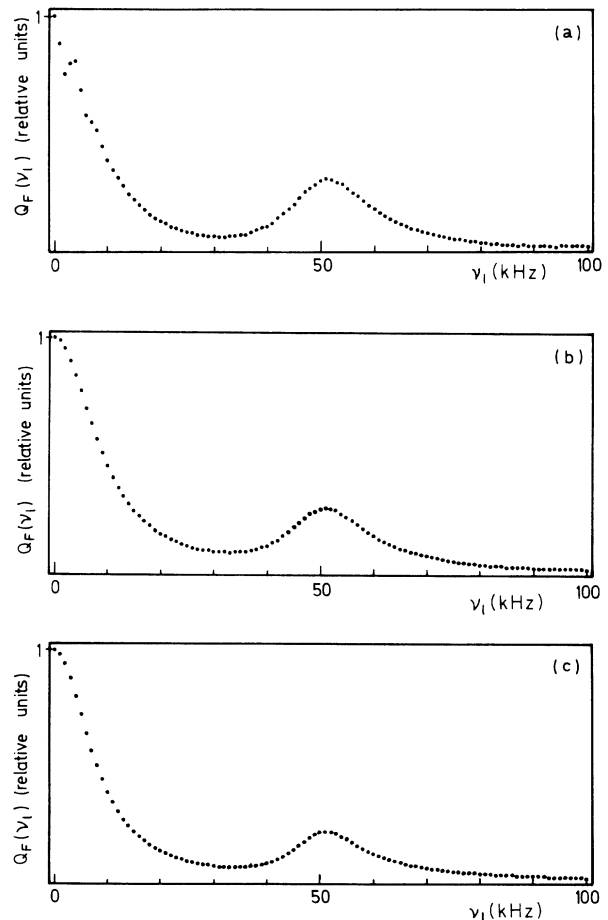 1
(a)
Q_F(ν_I) (relative units)
0 50 100
ν_I (kHz)
1
(b)
Q_F(ν_I) (relative units)
0 50 100
ν_I (kHz)
1
(c)
Q_F(ν_I) (relative units)
0 50 100
ν_I (kHz)